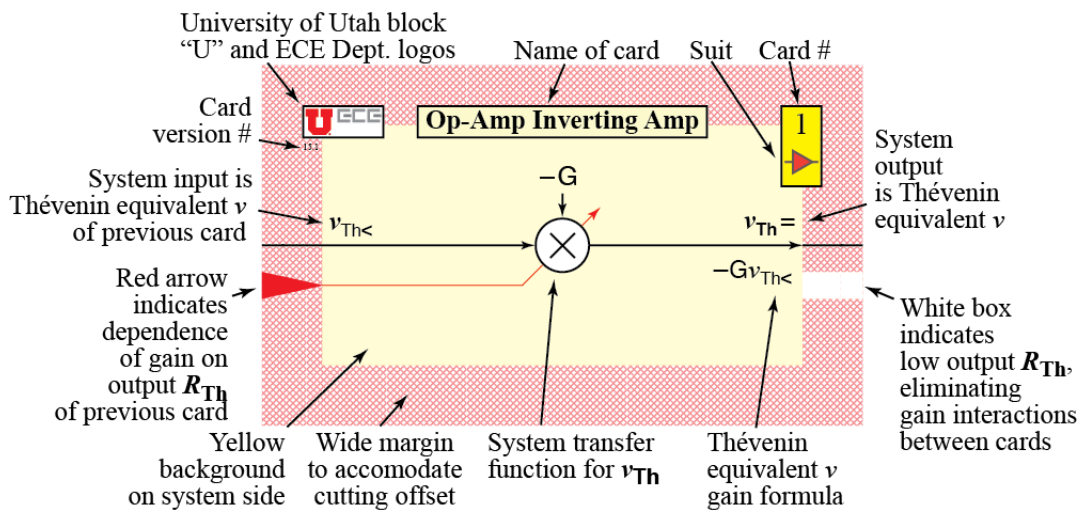 University of Utah block
“U” and ECE Dept. logos
Name of card
Suit
Card #
Card
version #
U ECE
Op-Amp Inverting Amp
1
15.1
System
output
is Thévenin
equivalent v
System input is
Thévenin equivalent v
of previous card
–G
vTh<
vTh=
–GvTh<
Red arrow
indicates
dependence
of gain on
output RTh
of previous card
White box
indicates
low output RTh,
eliminating
gain interactions
between cards
Yellow
background
on system side
Wide margin
to accomodate
cutting offset
System transfer
function for vTh
Thévenin
equivalent v
gain formula